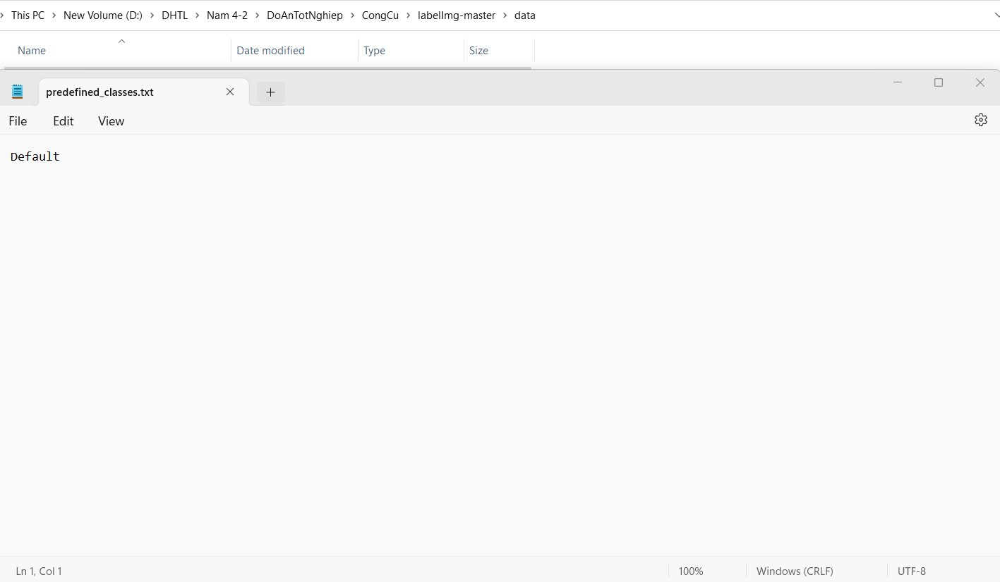 This PC > New Volume (D:) > DHTL > Nam 4-2 > DoAnTotNghiep > CongCu > labelImg-master > data
Name Date modified Type Size
predefined_classes.txt
File Edit View
Default
Ln 1, Col 1 100% Windows (CRLF) UTF-8